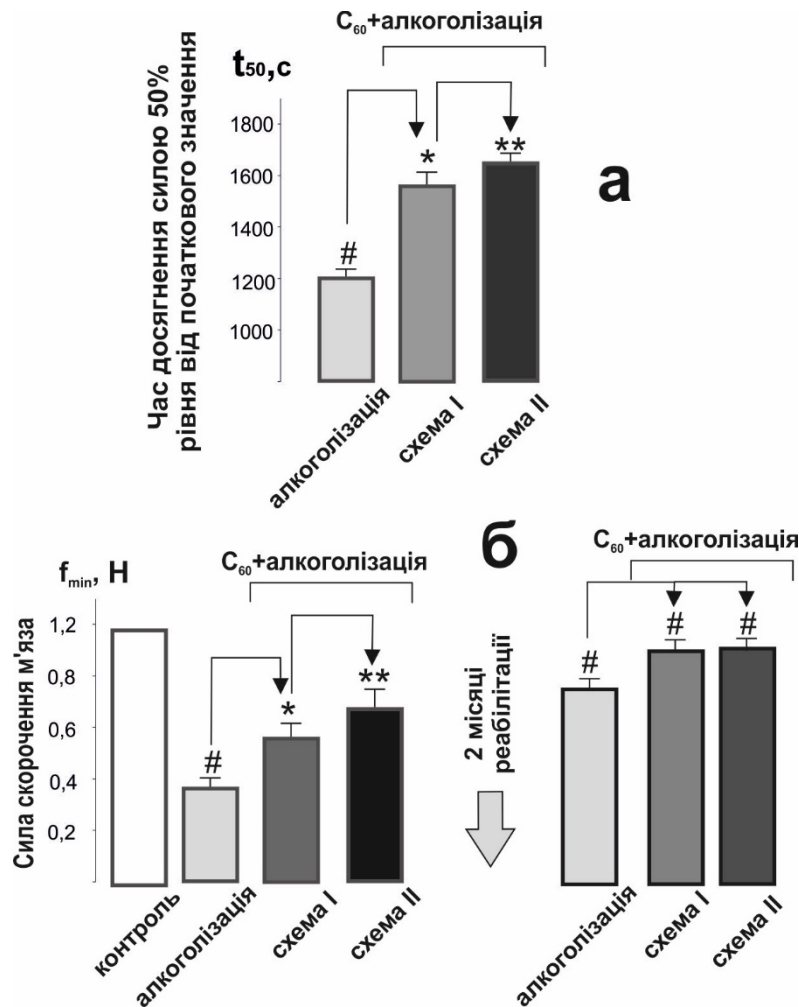 C₆₀+алкоголізація
t₅₀,с
Час досягнення силою 50%
рівня від початкового значення
1800
1600
1400
1200
1000
#
*
**
а
алкоголізація
схема I
схема II
б
f_min, Н
C₆₀+алкоголізація
Сила скорочення м'яза
1,2
0,8
0,6
0,4
0,2
#
*
**
контроль
алкоголізація
схема I
схема II
2 місяці
реабілітації
C₆₀+алкоголізація
#
#
#
алкоголізація
схема I
схема II